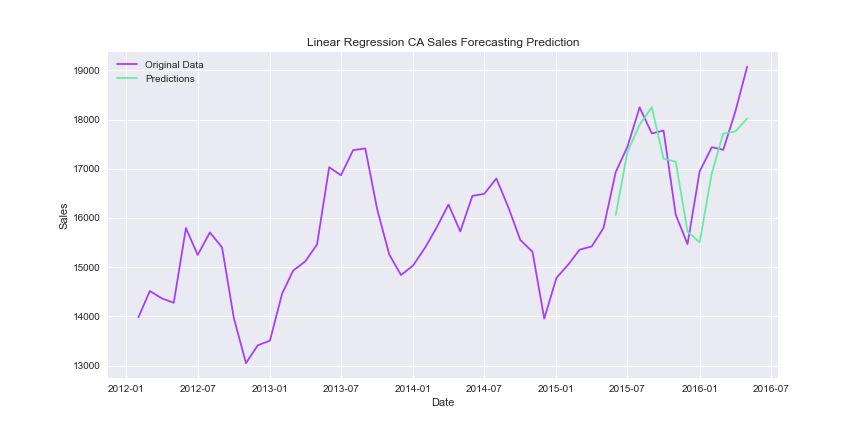 Linear Regression CA Sales Forecasting Prediction
Original Data
Predictions
Sales
19000
18000
17000
16000
15000
14000
13000
2012-01 2012-07 2013-01 2013-07 2014-01 2014-07 2015-01 2015-07 2016-01 2016-07
Date